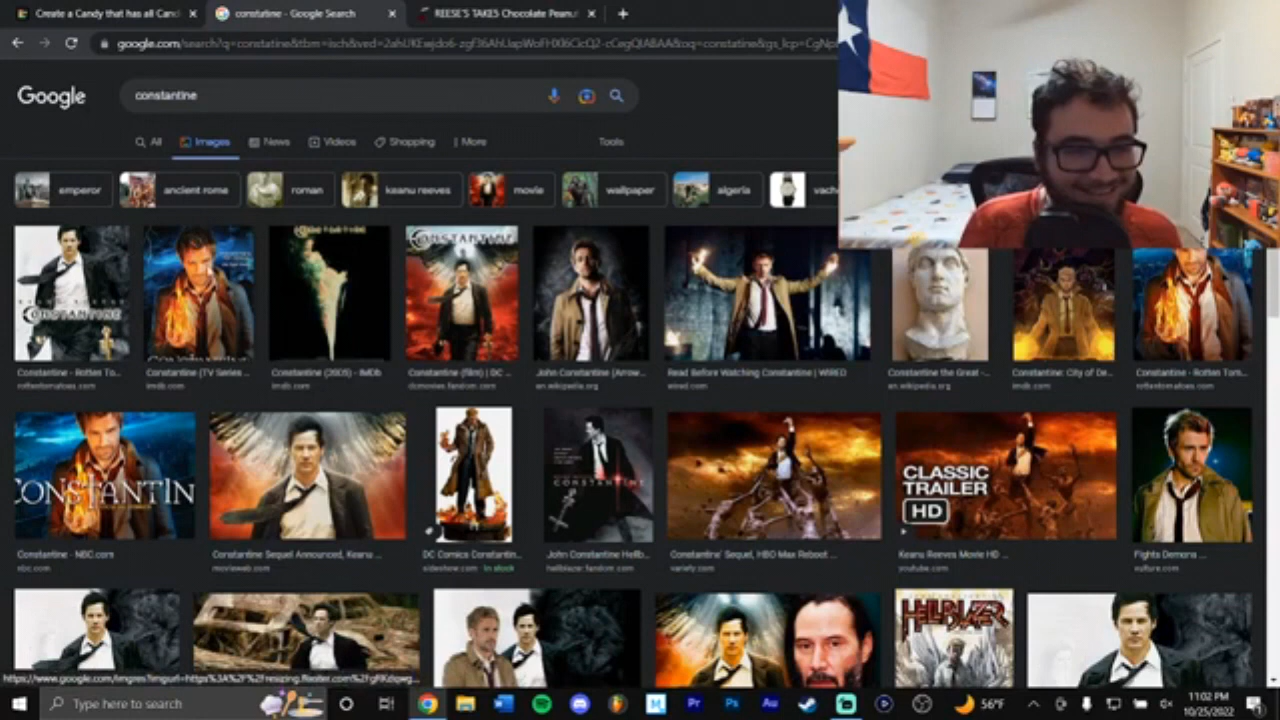 Create a Candy that has all Cand
constatine - Google Search
REESE'S TAKE5 Chocolate Peanut
Google
constatine
All
Images
News
Videos
Shopping
More
Tools
emperor
ancient rome
roman
keanu reeves
movie
wallpaper
algeria
CONSTANTINE
CONSTANTINE
Constantine - Rotten To...
rottentomatoes.com
Constantine (TV Series ...
imdb.com
Constantine (2005) - IMDb
imdb.com
Constantine (film) | DC ...
dcmovies.fandom.com
John Constantine (Arrow...
en.wikipedia.org
Read Before Watching Constantine | WIRED
wired.com
Constantine the Great -...
en.wikipedia.org
Constantine: City of De...
imdb.com
Constantine - Rotten Tom...
rottentomatoes.com
CONSTANTIN
CONSTANTINE
CLASSIC
TRAILER
HD
Constantine - NBC.com
nbc.com
Constantine Sequel Announced, Keanu ...
movieweb.com
DC Comics Constantin...
sideshow.com · In stock
John Constantine Hellb...
hellblazer.fandom.com
Constantine' Sequel, HBO Max Reboot ...
variety.com
Keanu Reeves Movie HD ...
youtube.com
Fights Demons ...
vulture.com
HELLBLAZER
Type here to search
56°F
11:02 PM
10/25/2022